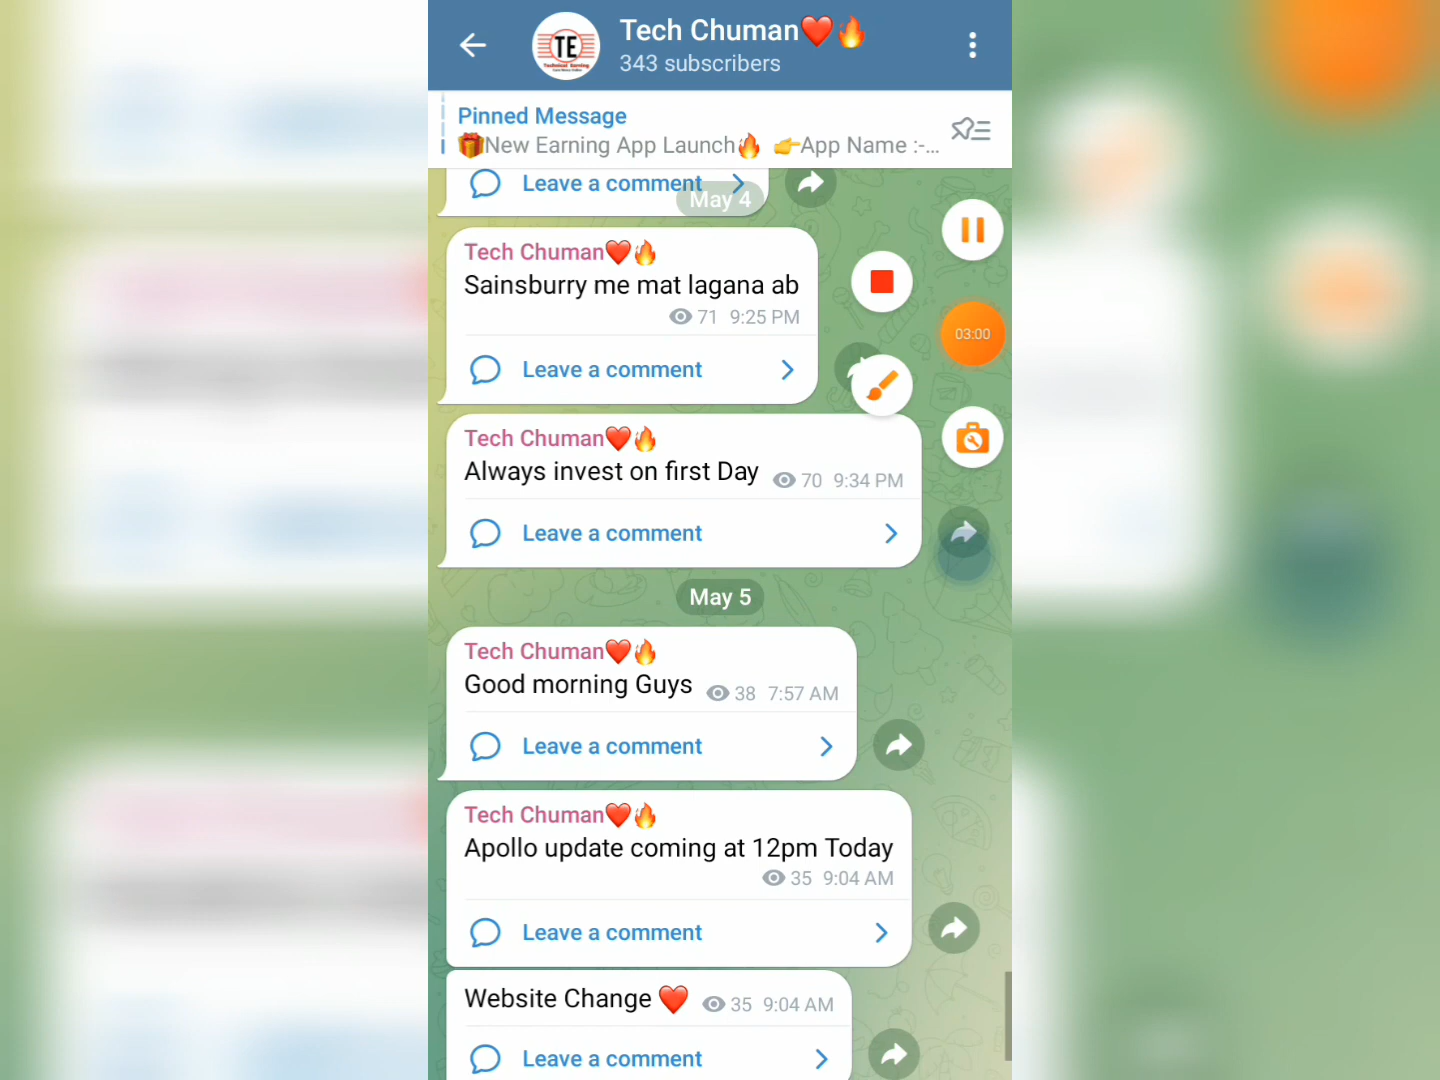 Tech Chuman❤️🔥
343 subscribers
TE
Pinned Message
🎁New Earning App Launch🔥 👉App Name :-...
Leave a comment
May 4
Tech Chuman❤️🔥
Sainsburry me mat lagana ab
71 9:25 PM
Leave a comment
03:00
Tech Chuman❤️🔥
Always invest on first Day 70 9:34 PM
Leave a comment
May 5
Tech Chuman❤️🔥
Good morning Guys 38 7:57 AM
Leave a comment
Tech Chuman❤️🔥
Apollo update coming at 12pm Today
35 9:04 AM
Leave a comment
Website Change ❤️ 35 9:04 AM
Leave a comment